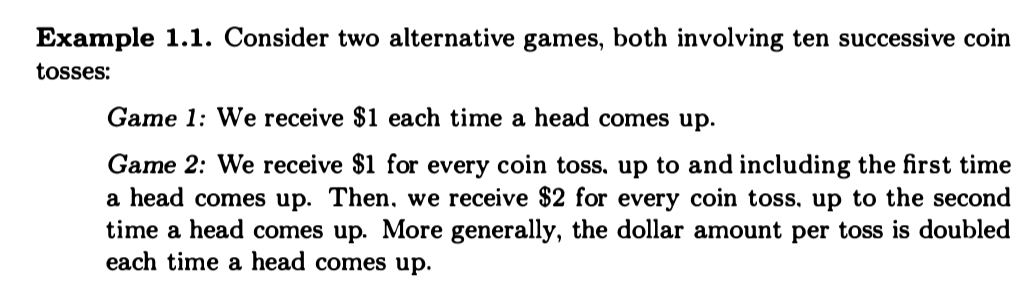 Example 1.1. Consider two alternative games, both involving ten successive coin
tosses:
Game 1: We receive $1 each time a head comes up.
Game 2: We receive $1 for every coin toss, up to and including the first time
a head comes up. Then, we receive $2 for every coin toss, up to the second
time a head comes up. More generally, the dollar amount per toss is doubled
each time a head comes up.